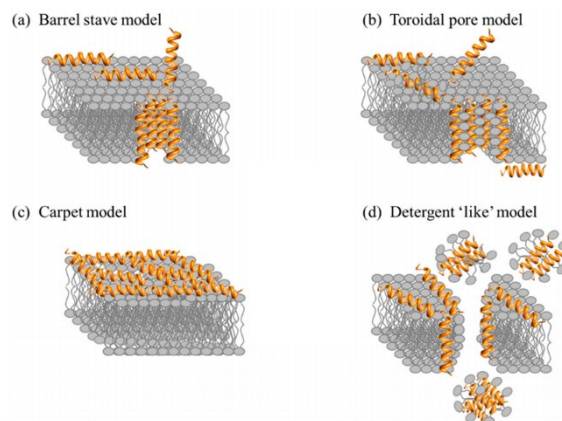 (a) Barrel stave model
(b) Toroidal pore model
(c) Carpet model
(d) Detergent ‘like’ model